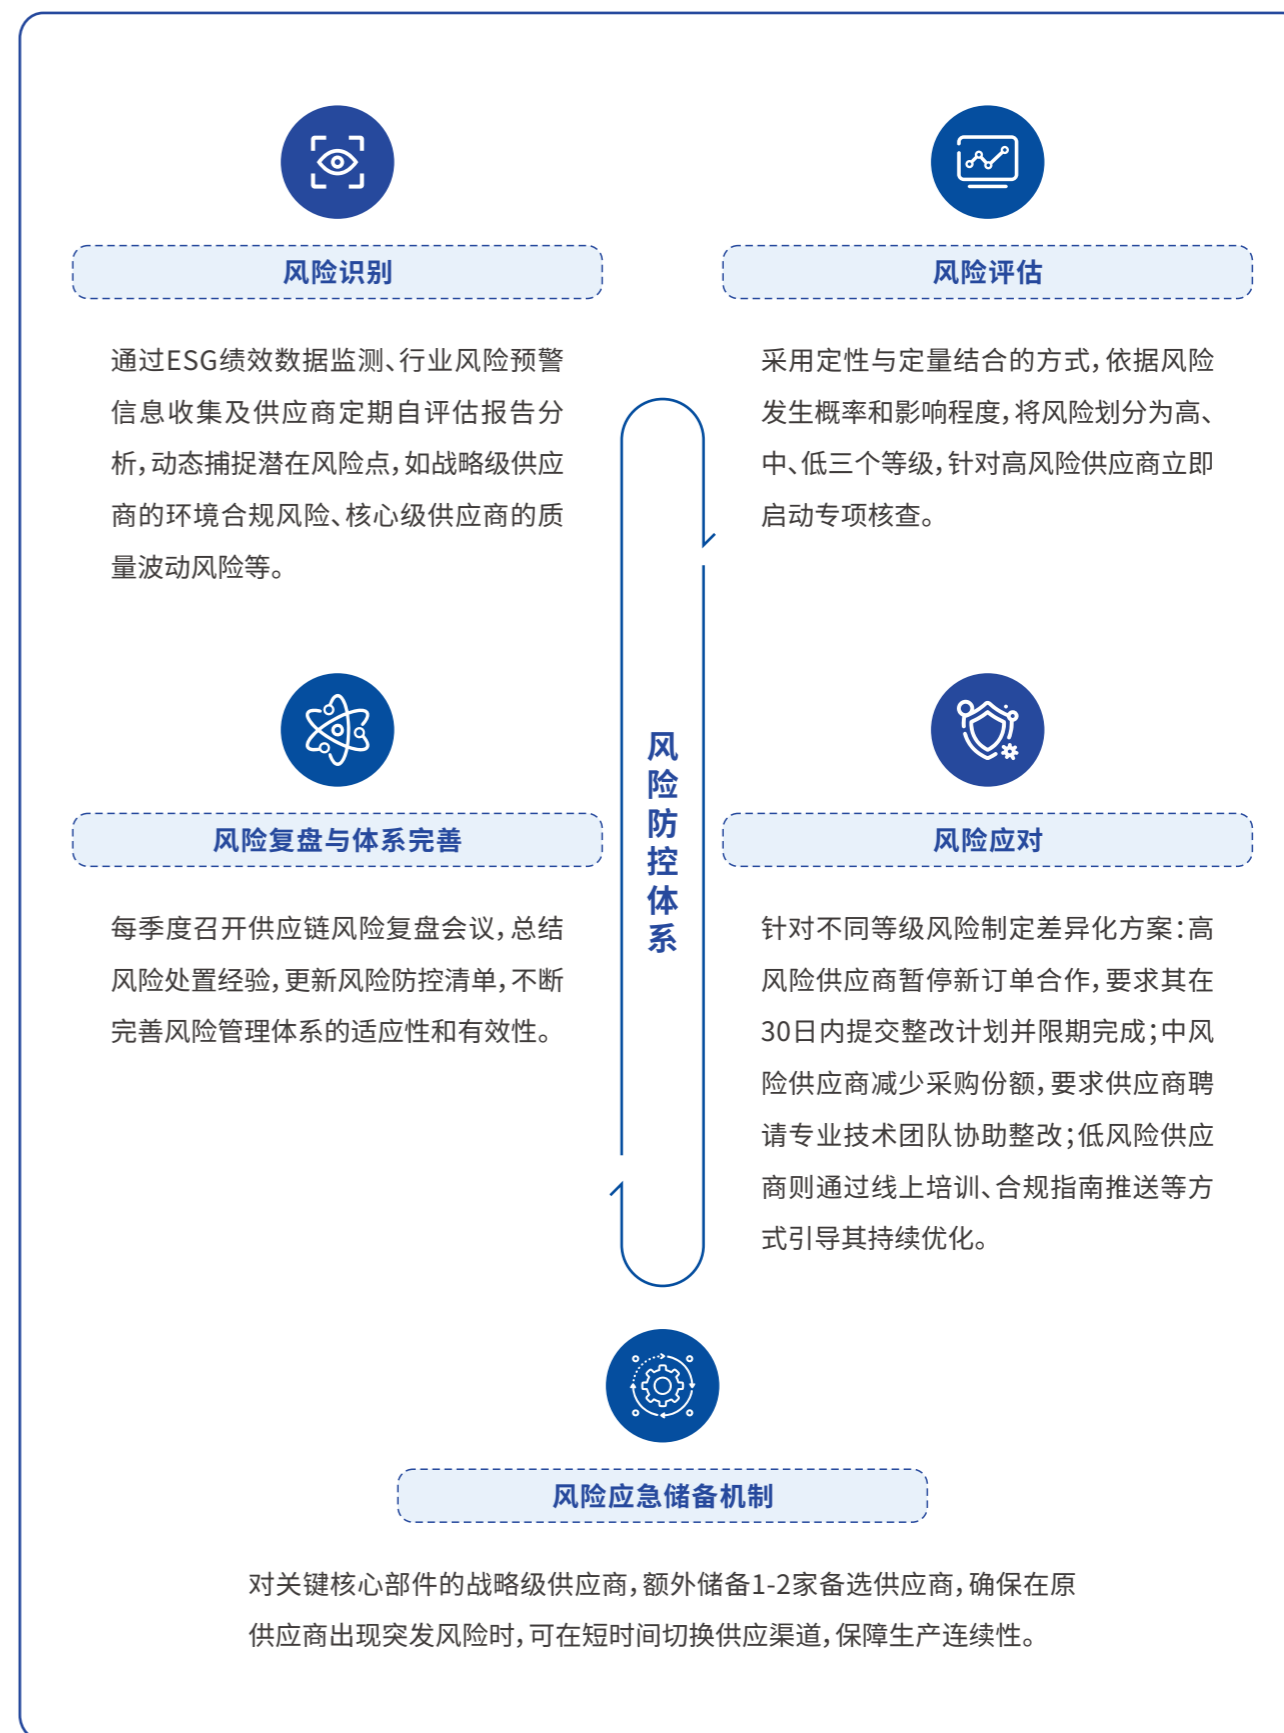 风险识别
通过ESG绩效数据监测、行业风险预警
信息收集及供应商定期自评估报告分
析,动态捕捉潜在风险点,如战略级供应
商的环境合规风险、核心级供应商的质
量波动风险等。
风险评估
采用定性与定量结合的方式,依据风险
发生概率和影响程度,将风险划分为高、
中、低三个等级,针对高风险供应商立即
启动专项核查。
风险防控体系
风险复盘与体系完善
每季度召开供应链风险复盘会议,总结
风险处置经验,更新风险防控清单,不断
完善风险管理体系的适应性和有效性。
风险应对
针对不同等级风险制定差异化方案:高
风险供应商暂停新订单合作,要求其在
30日内提交整改计划并限期完成;中风
险供应商减少采购份额,要求供应商聘
请专业技术团队协助整改;低风险供应
商则通过线上培训、合规指南推送等方
式引导其持续优化。
风险应急储备机制
对关键核心部件的战略级供应商,额外储备1-2家备选供应商,确保在原
供应商出现突发风险时,可在短时间切换供应渠道,保障生产连续性。